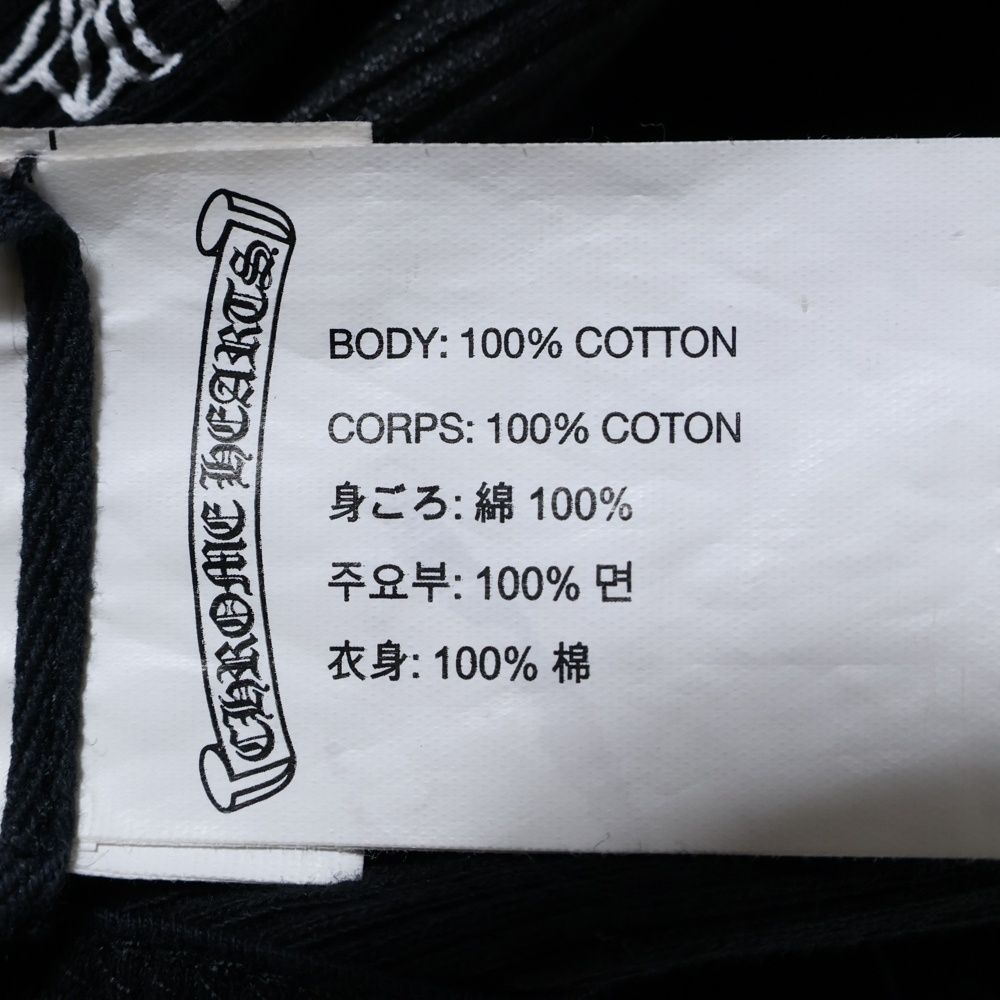 CHROME HEARTS.
BODY: 100% COTTON
CORPS: 100% COTON
身ごろ: 綿 100%
주요부: 100% 면
衣身: 100% 棉